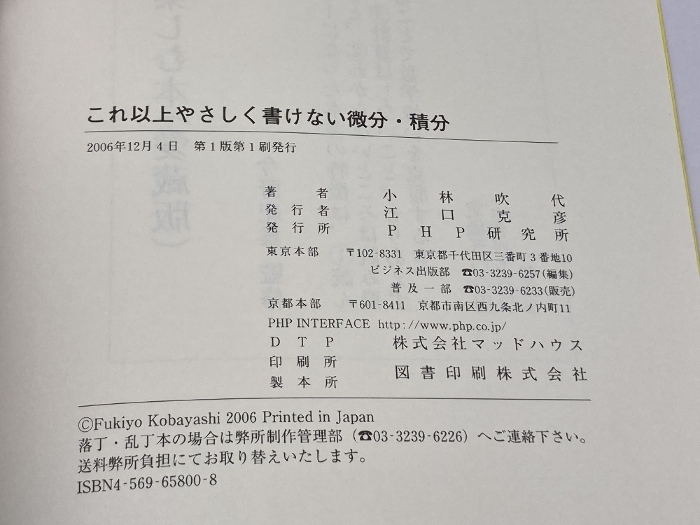 これ以上やさしく書けない微分・積分
2006年12月4日 第1版第1刷発行
著者 小林吹代
発行者 江口克彦
発行所 PHP研究所
東京本部 〒102-8331 東京都千代田区三番町3番地10
ビジネス出版部 ☎03-3239-6257(編集)
普及一部 ☎03-3239-6233(販売)
京都本部 〒601-8411 京都市南区西九条北ノ内町11
PHP INTERFACE http://www.php.co.jp/
DTP 株式会社マッドハウス
印刷所
製本所 図書印刷株式会社
©Fukiyo Kobayashi 2006 Printed in Japan
落丁・乱丁本の場合は弊所制作管理部（☎03-3239-6226）へご連絡下さい。
送料弊所負担にてお取り替えいたします。
ISBN4-569-65800-8